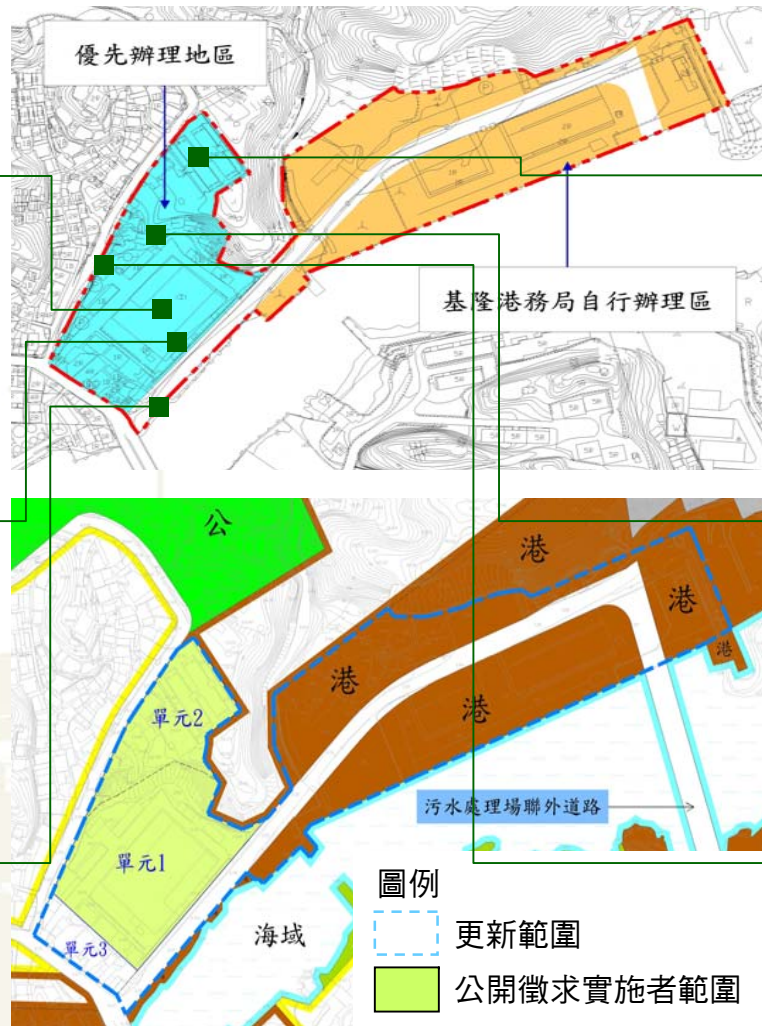 優先辦理地區
基隆港務局自行辦理區
公
港
港
港
港
港
單元2
污水處理場聯外道路
單元1
單元3
海域
圖例
更新範圍
公開徵求實施者範圍